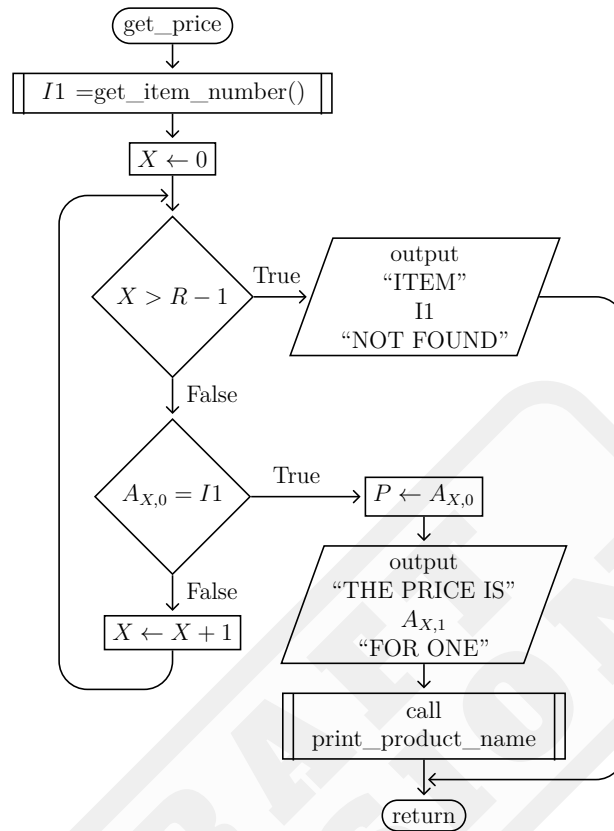 get_price
I1 =get_item_number()
X ← 0
X > R − 1
True
output
“ITEM”
I1
“NOT FOUND”
False
A_{X,0} = I1
True
P ← A_{X,0}
output
“THE PRICE IS”
A_{X,1}
“FOR ONE”
False
X ← X + 1
call
print_product_name
return